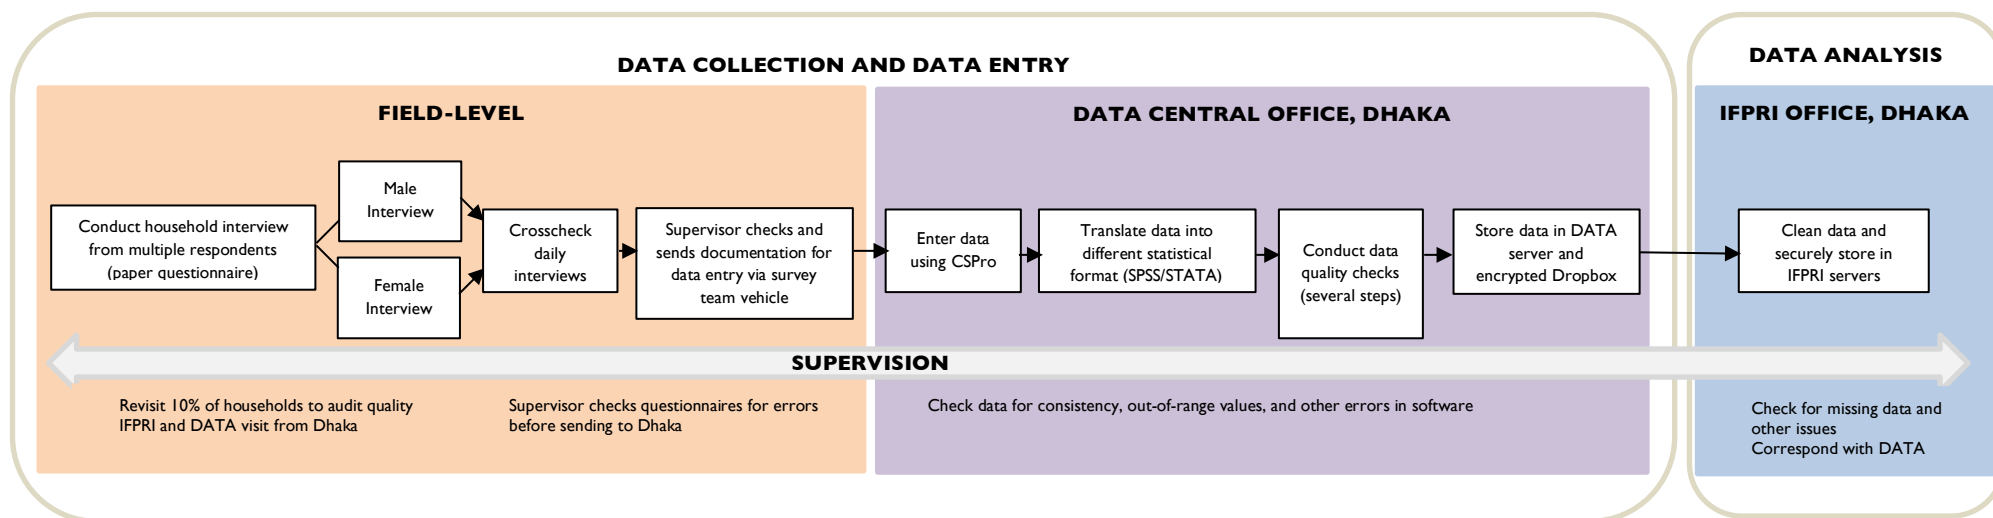 DATA COLLECTION AND DATA ENTRY
FIELD-LEVEL
Conduct household interview
from multiple respondents
(paper questionnaire)
Male
Interview
Female
Interview
Crosscheck
daily
interviews
Supervisor checks and
sends documentation for
data entry via survey
team vehicle
DATA CENTRAL OFFICE, DHAKA
Enter data
using CSPro
Translate data into
different statistical
format (SPSS/STATA)
Conduct data
quality checks
(several steps)
Store data in DATA
server and
encrypted Dropbox
DATA ANALYSIS
IFPRI OFFICE, DHAKA
Clean data and
securely store in
IFPRI servers
SUPERVISION
Revisit 10% of households to audit quality
IFPRI and DATA visit from Dhaka
Supervisor checks questionnaires for errors
before sending to Dhaka
Check data for consistency, out-of-range values, and other errors in software
Check for missing data and
other issues
Correspond with DATA